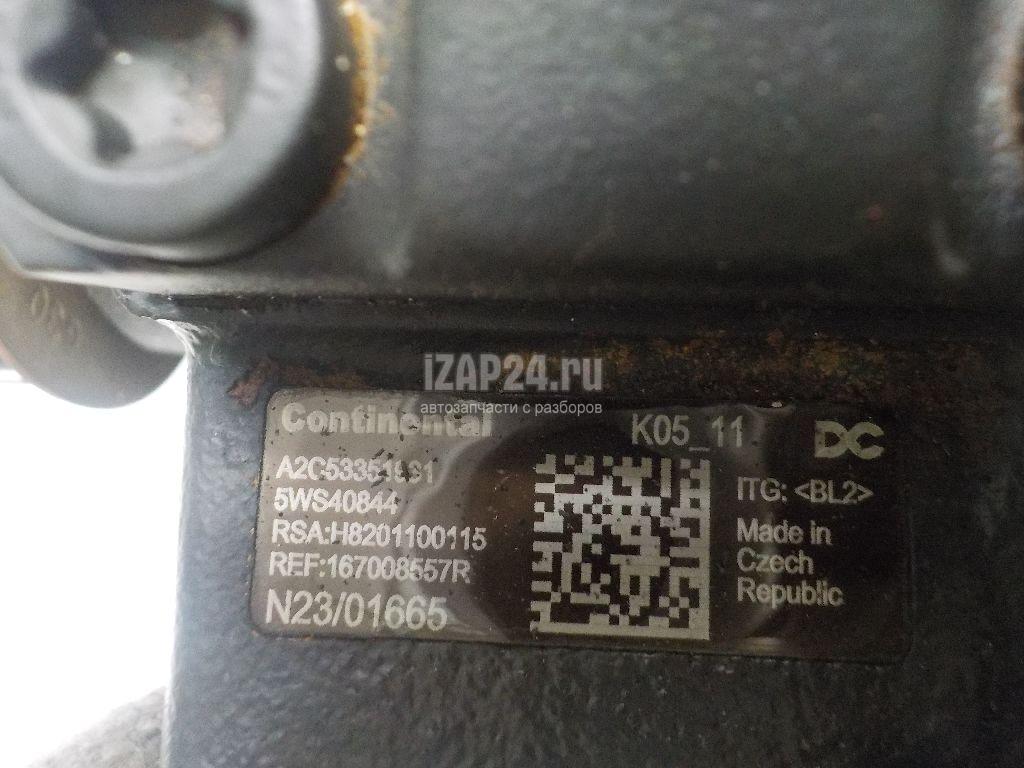 iZAP24.ru
автозапчасти с разборов
Continental
K05_11
DC
5WS40844
RSA:H8201100115
REF:167008557R
N23/01665
ITG: <BL2>
Made in
Czech
Republic